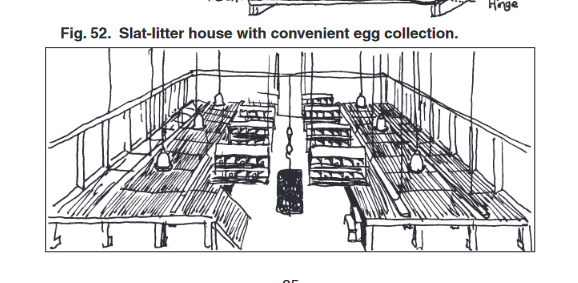 Hinge
Fig. 52. Slat-litter house with convenient egg collection.